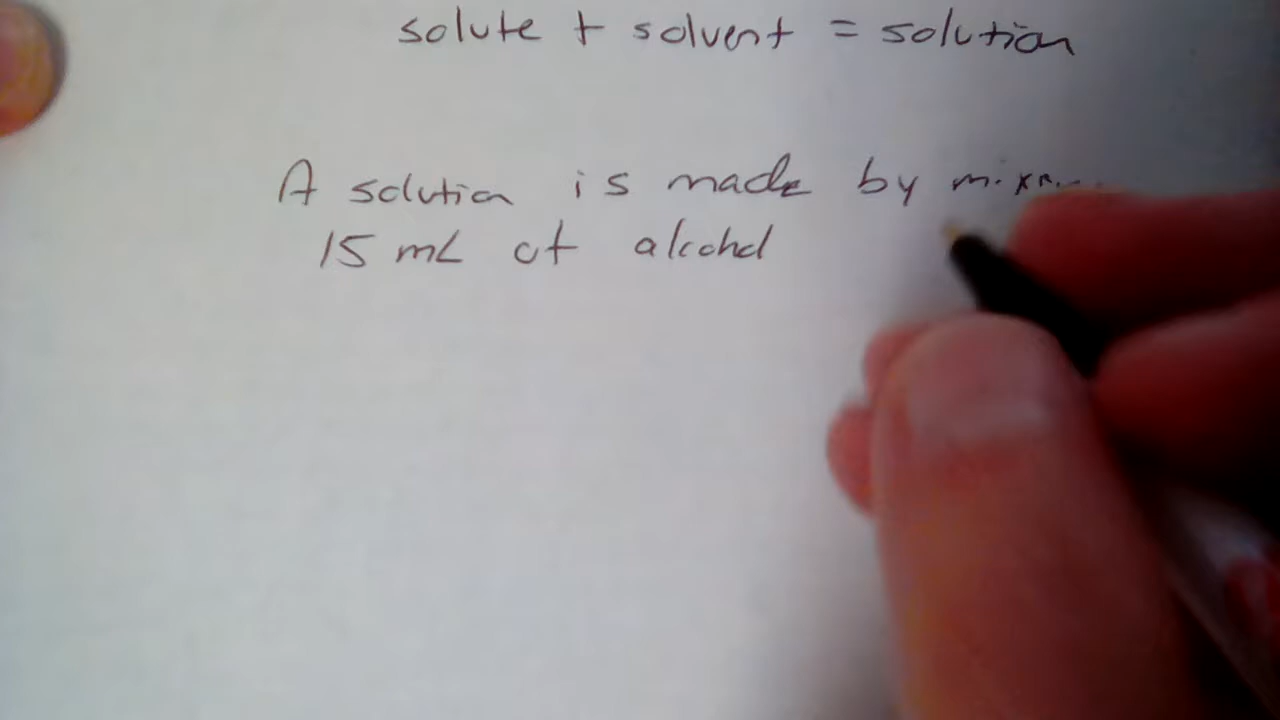 solute + solvent = solution
A solution is made by
15 mL of alcohol